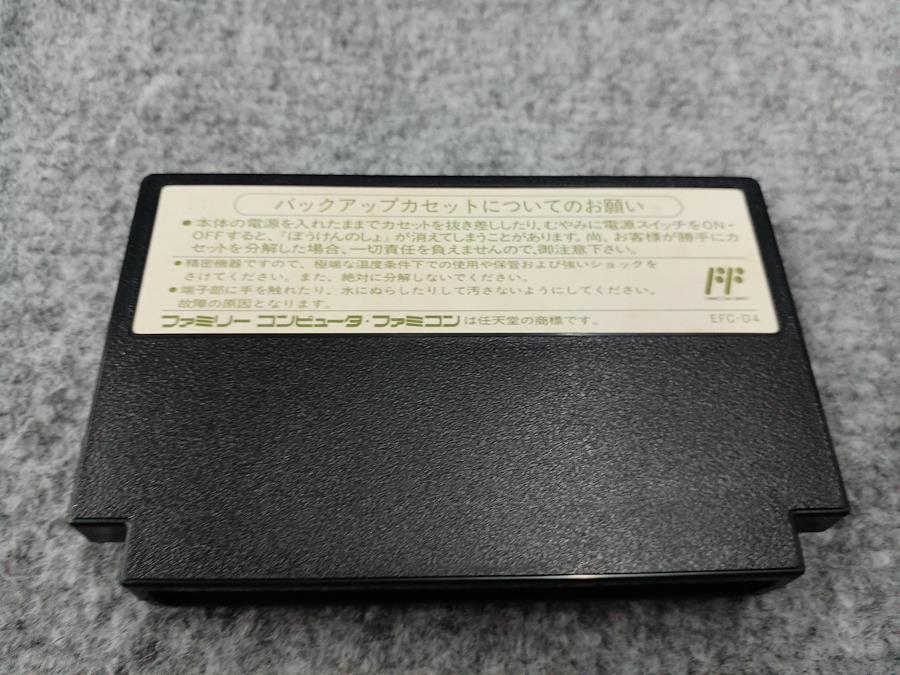 バックアップカセットについてのお願い
●本体の電源を入れたままでカセットを抜き差ししたり、むやみに電源スイッチをON・
OFFすると、「ぼうけんのしょ」が消えてしまうことがあります。尚、お客様が勝手にカ
セットを分解した場合、一切責任を負えませんので、御注意下さい。
●精密機器ですので、極端な温度条件下での使用や保管および強いショックを
さけてください。また、絶対に分解しないでください。
●端子部に手を触れたり、水にぬらしたりして汚さないようにしてください。
故障の原因となります。
ファミリー コンピュータ・ファミコンは任天堂の商標です。
EFC-D4